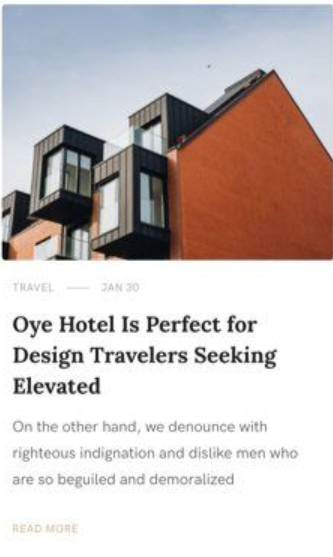 TRAVEL — JAN 30
Oye Hotel Is Perfect for
Design Travelers Seeking
Elevated
On the other hand, we denounce with
righteous indignation and dislike men who
are so beguiled and demoralized
READ MORE